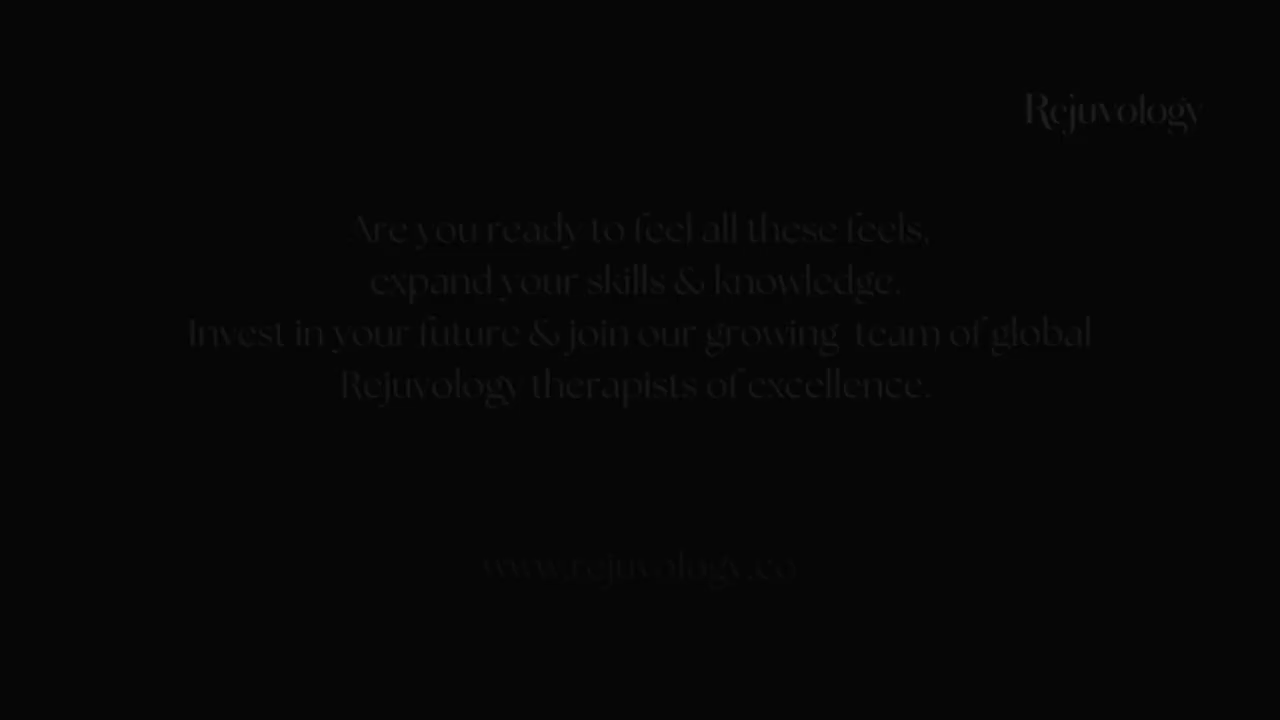 Rejuvology
Are you ready to feel all these feels,
expand your skills & knowledge.
Invest in your future & join our growing team of global
Rejuvology therapists of excellence.
www.rejuvology.co